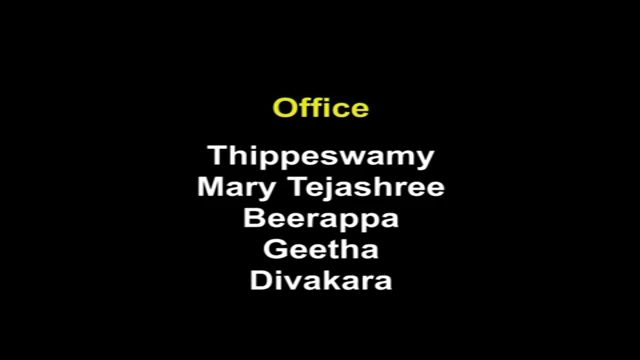 Office
Thippeswamy
Mary Tejashree
Beerappa
Geetha
Divakara